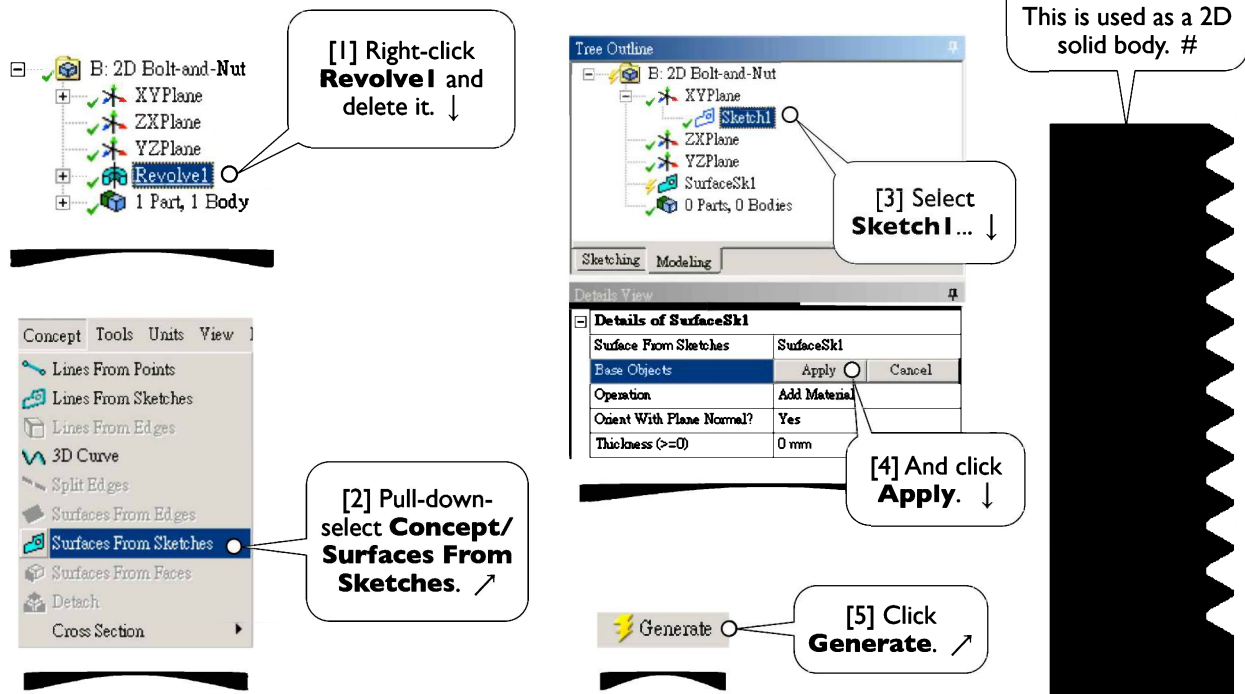 [1] Right-click
Revolve1 and
delete it. ↓
B: 2D Bolt-and-Nut
XYPlane
ZXPlane
YZPlane
Revolve1
1 Part, 1 Body
Concept Tools Units View
Lines From Points
Lines From Sketches
Lines From Edges
3D Curve
Split Edges
Surfaces From Edges
Surfaces From Sketches
Surfaces From Faces
Detach
Cross Section
[2] Pull-down-
select Concept/
Surfaces From
Sketches. ↗
Tree Outline
B: 2D Bolt-and-Nut
XYPlane
Sketch1
ZXPlane
YZPlane
SurfaceSk1
0 Parts, 0 Bodies
Sketching Modeling
[3] Select
Sketch1... ↓
Details View
Details of SurfaceSk1
Surface From Sketches SurfaceSk1
Base Objects Apply Cancel
Operation Add Material
Orient With Plane Normal? Yes
Thickness (>=0) 0 mm
[4] And click
Apply. ↓
Generate
[5] Click
Generate. ↗
This is used as a 2D
solid body. #